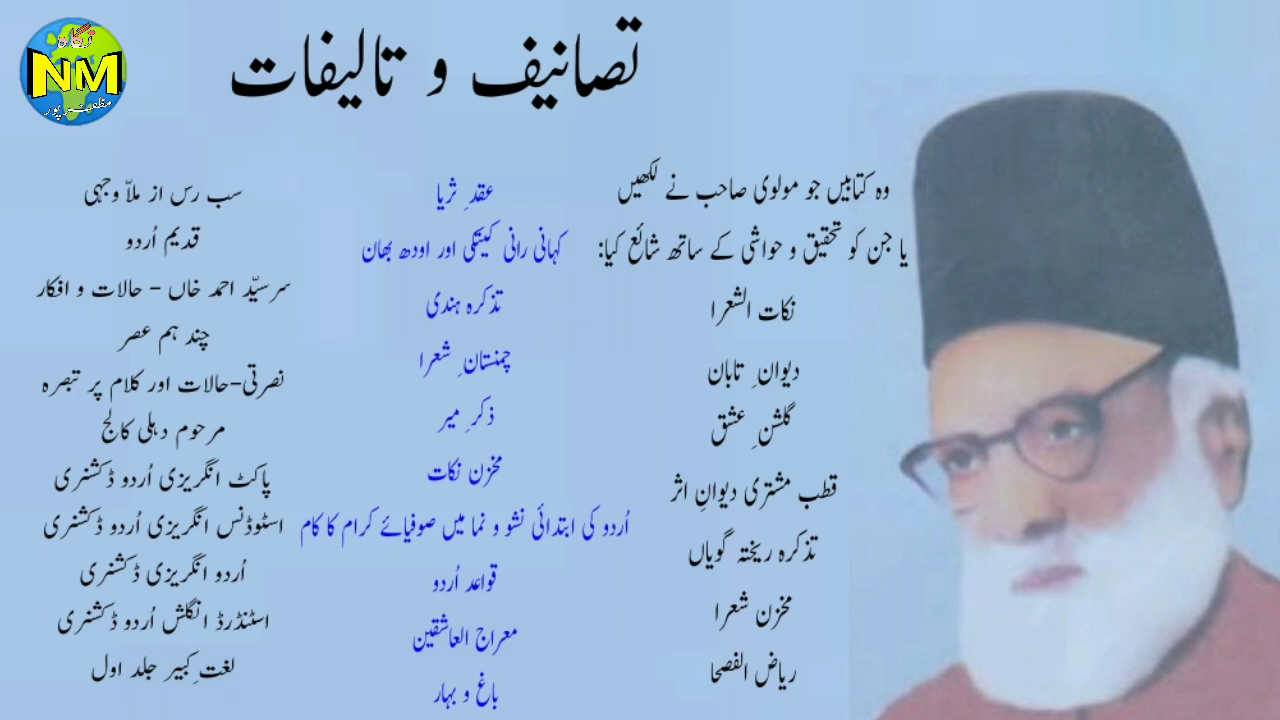 نگاہ
NM
مظفرپور
تصانیف و تالیفات
وہ کتابیں جو مولوی صاحب نے لکھیں
یا جن کو تحقیق و حواشی کے ساتھ شائع کیا:
نکات الشعرا
دیوانِ تابان
گلشنِ عشق
قطب مشتری دیوانِ اثر
تذکرہ ریختہ گویاں
مخزن شعرا
ریاض الفصحا
عقدِ ثریا
کہانی رانی کیتکی اور اودھ بھان
تذکرہ ہندی
چمنستانِ شعرا
ذکرِ میر
مخزن نکات
اُردو کی ابتدائی نشو و نما میں صوفیائے کرام کا کام
قواعد اُردو
معراج العاشقین
باغ و بہار
سب رس از ملاّ وجہی
قدیم اُردو
سرسیّد احمد خاں – حالات و افکار
چند ہم عصر
نصرتی–حالات اور کلام پر تبصرہ
مرحوم دہلی کالج
پاکٹ انگریزی اُردو ڈکشنری
اسٹوڈنس انگریزی اُردو ڈکشنری
اُردو انگریزی ڈکشنری
اسٹنڈرڈ انگلش اُردو ڈکشنری
لغتِ کبیر جلد اول